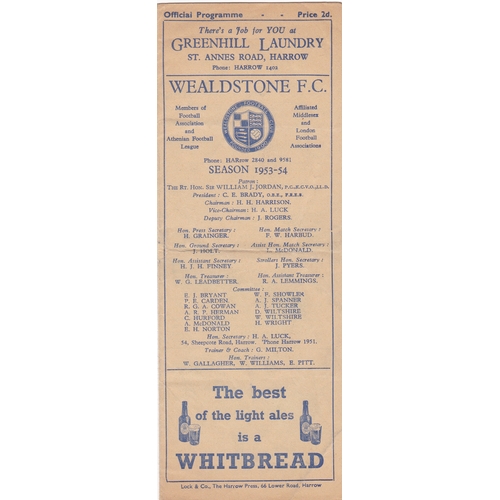 Official Programme - - Price 2d.
There's a Job for YOU at
GREENHILL LAUNDRY
ST. ANNES ROAD, HARROW
Phone: HARROW 1402
WEALDSTONE F.C.
Members of
Football
Association
and
Athenian Football
League
Affiliated
Middlesex
and
London
Football
Associations
Phone: HARrow 2840 and 9581
SEASON 1953-54
Patron:
THE RT. HON. SIR WILLIAM J. JORDAN, P.C., K.C.V.O., LL.D.
President: C. E. BRADY, O.B.E.,
Chairman: H. H. HARRISON.
Vice-Chairman: H. A. LUCK
Deputy Chairman: J. ROGERS.
Hon. Press Secretary:
H. GRAINGER.
Hon. Match Secretary:
F. W. HARBUD.
Hon. Ground Secretary:
J. HOLT.
Assist Hon. Match Secretary:
L. McDONALD.
Hon. Assistant Secretary:
H. J. H. FINNEY
Strollers Hon. Secretary:
J. PYERS.
Hon. Treasurer:
W. G. LEADBETTER.
Hon. Assistant Treasurer:
R. A. LEMMINGS.
Committee:
E. J. BRYANT
P. E. CARDEN
R. G. A. COWAN
A. R. P. HERMAN
C. HURFORD
A. McDONALD
E. H. NORTON
W. P. SHOWLER
A. J. SPANNER
A. J. TUCKER
D. WILTSHIRE
W. WILTSHIRE
H. WRIGHT
Hon. Secretary: H. A. LUCK,
54, Sheepcote Road, Harrow. 'Phone Harrow 1951.
Trainer & Coach: G. MILTON.
Hon. Trainers:
W. GALLAGHER, W. WILLIAMS, E. PITT.
The best
of the light ales
is a
WHITBREAD
Luck & Co., The Harrow Press, 66 Lower Road, Harrow